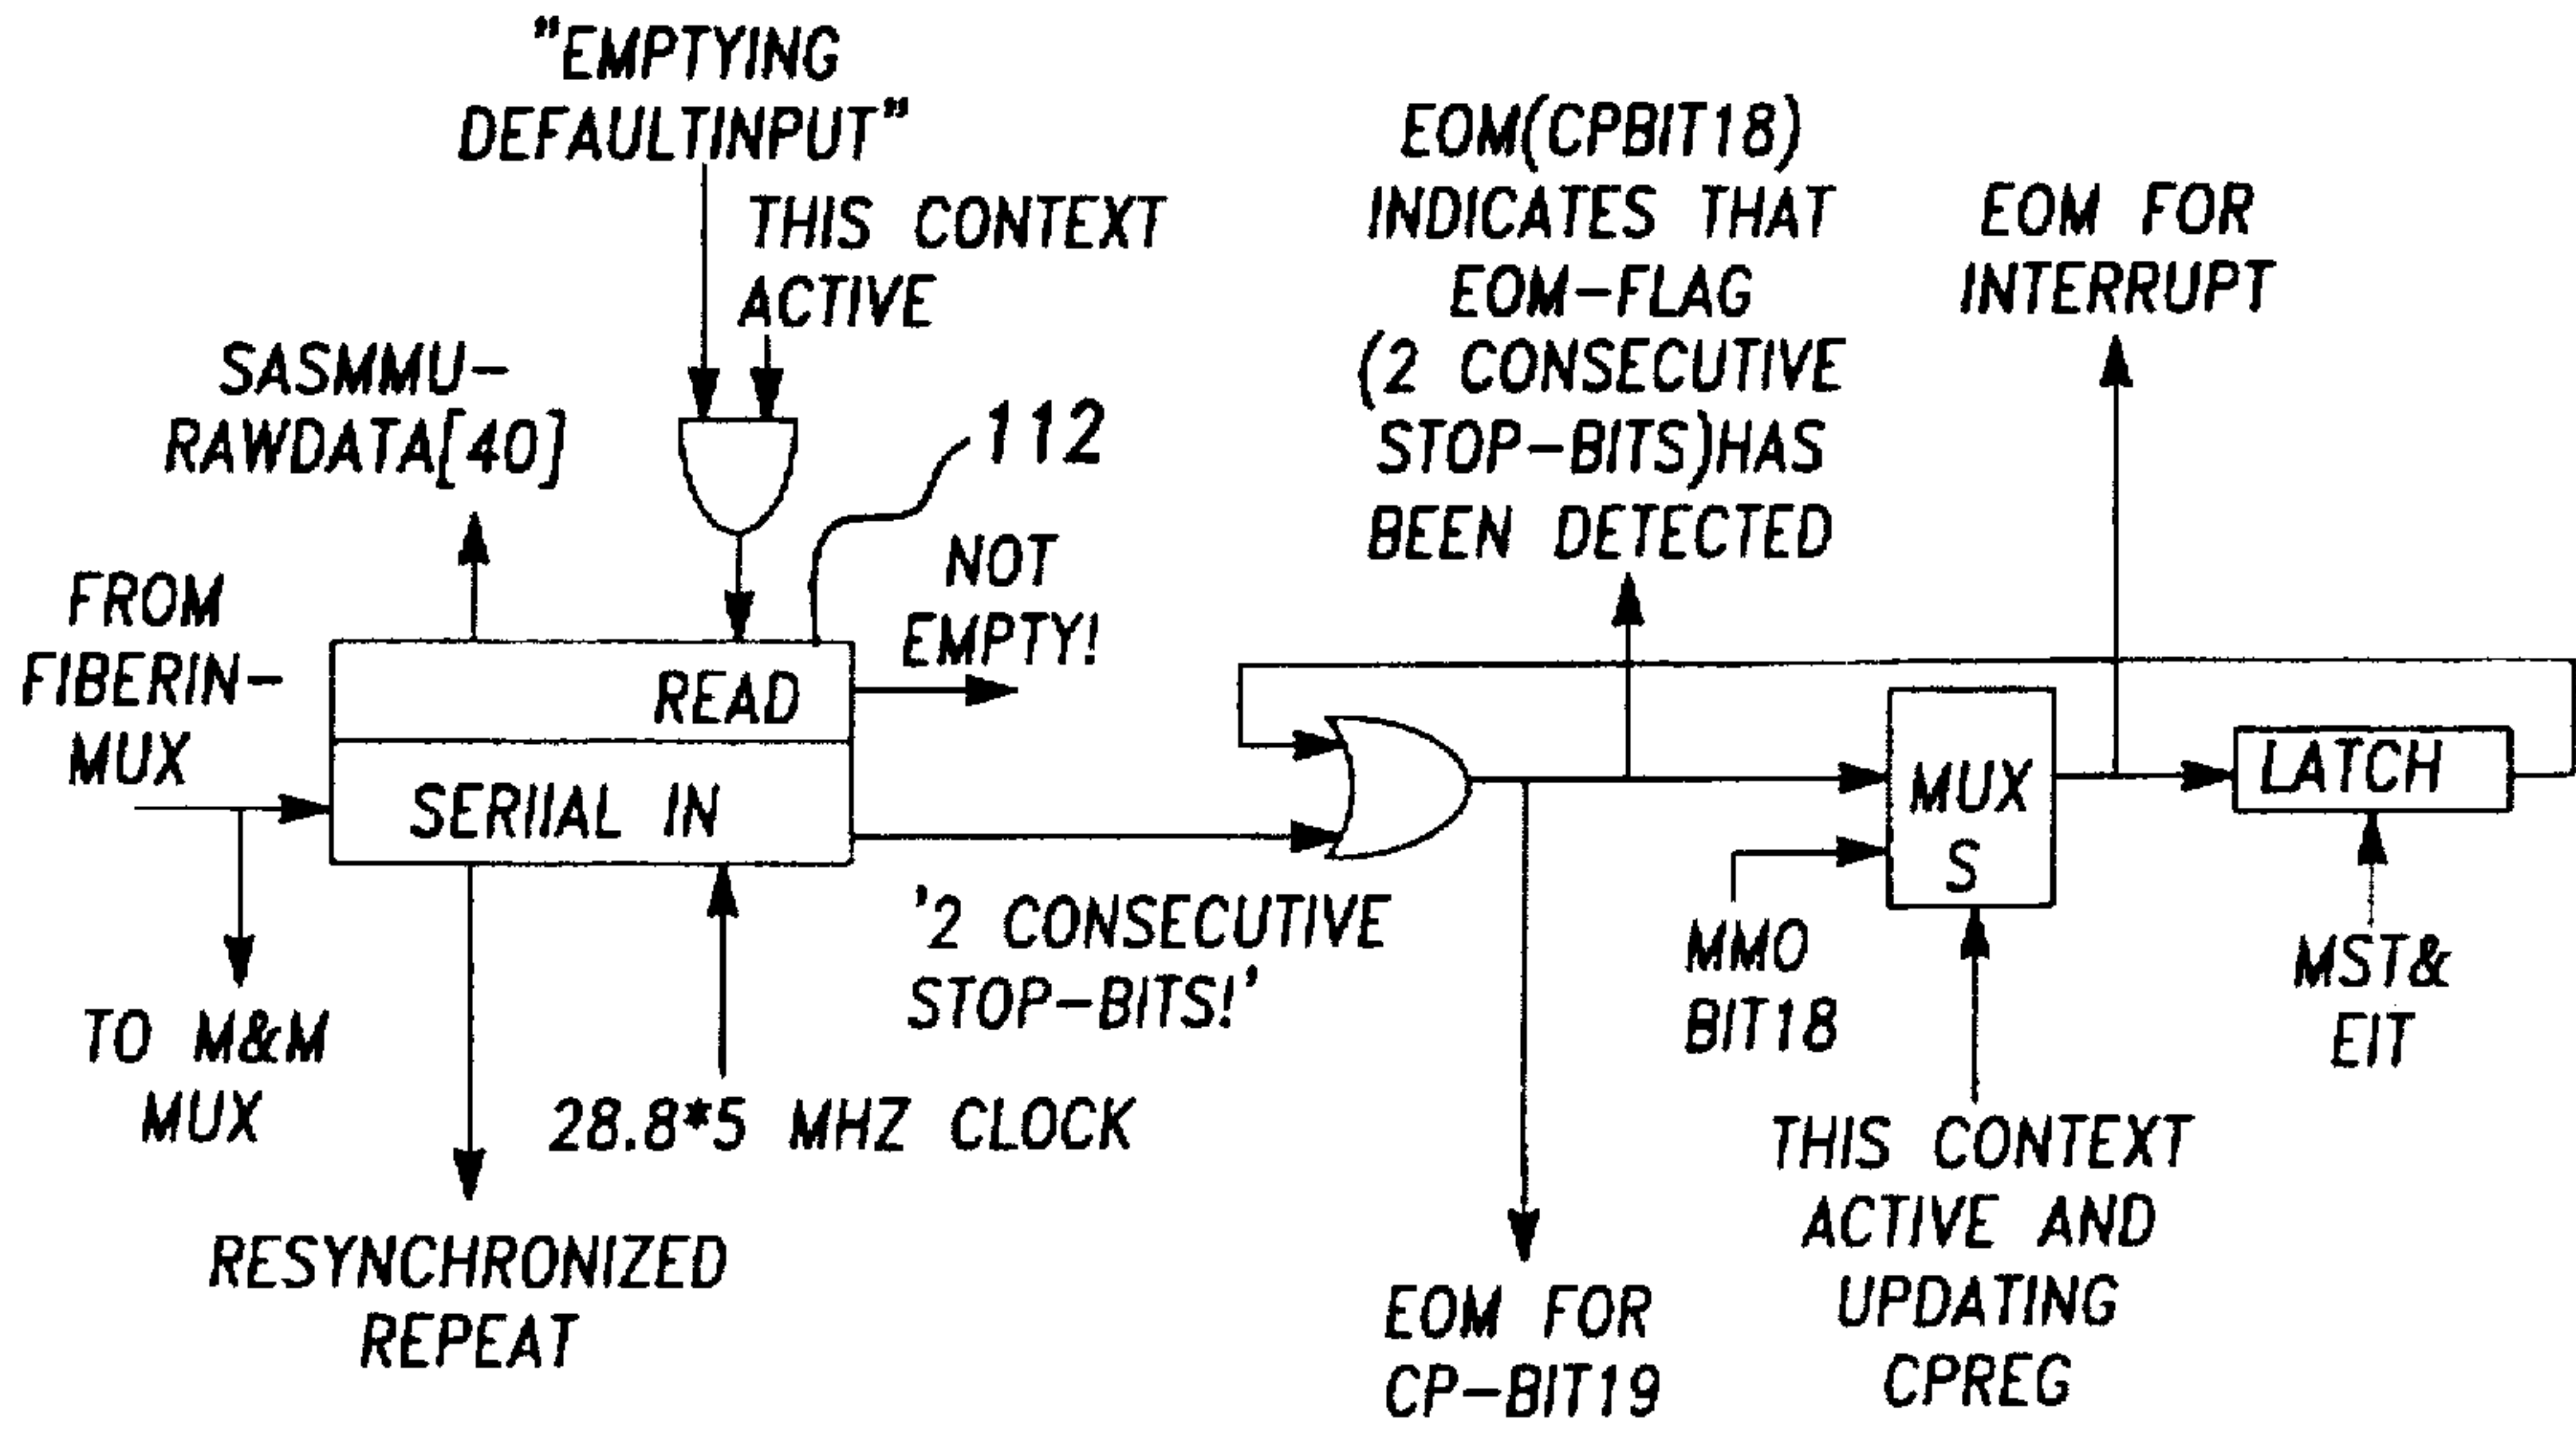 "EMPTYING
DEFAULTINPUT"
THIS CONTEXT
ACTIVE
SASMMU-
RAWDATA[40]
112
NOT
EMPTY!
FROM
FIBERIN-
MUX
READ
SERIIAL IN
TO M&M
MUX
28.8*5 MHZ CLOCK
RESYNCHRONIZED
REPEAT
'2 CONSECUTIVE
STOP-BITS!'
EOM(CPBIT18)
INDICATES THAT
EOM-FLAG
(2 CONSECUTIVE
STOP-BITS)HAS
BEEN DETECTED
EOM FOR
INTERRUPT
MUX
S
LATCH
MMO
BIT18
MST&
EIT
EOM FOR
CP-BIT19
THIS CONTEXT
ACTIVE AND
UPDATING
CPREG